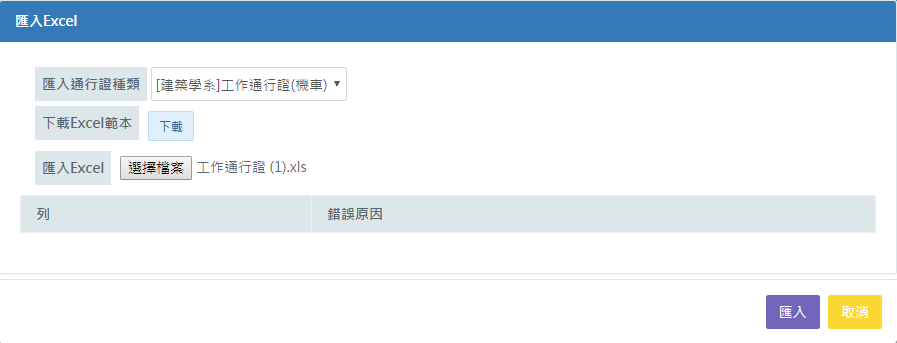 匯入Excel
匯入通行證種類 [建築學系]工作通行證(機車)
下載Excel範本 下載
匯入Excel 選擇檔案 工作通行證 (1).xls
列 錯誤原因
匯入 取消